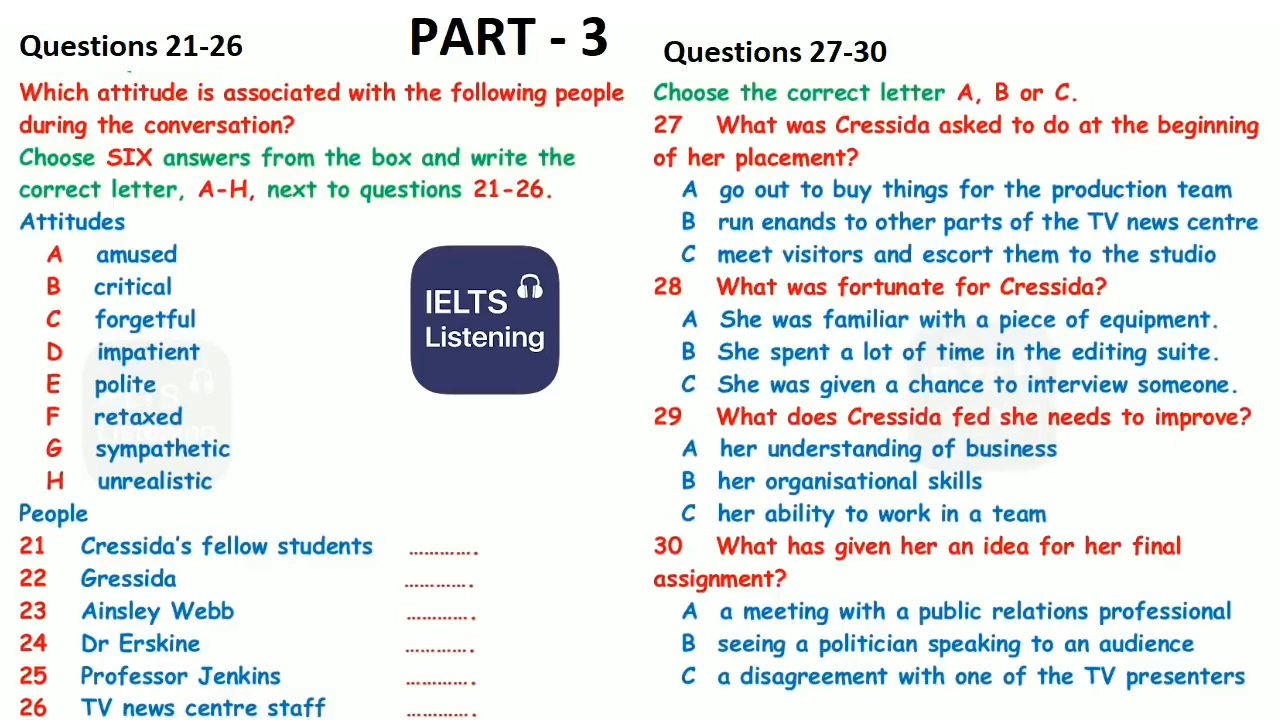 PART - 3
Questions 21-26
Which attitude is associated with the following people
during the conversation?
Choose SIX answers from the box and write the
correct letter, A-H, next to questions 21-26.
Attitudes
A amused
B critical
C forgetful
D impatient
E polite
F retaxed
G sympathetic
H unrealistic
People
21 Cressida's fellow students ………….
22 Gressida ………….
23 Ainsley Webb ………….
24 Dr Erskine ………….
25 Professor Jenkins ………….
26 TV news centre staff ………….
IELTS
Listening
Questions 27-30
Choose the correct letter A, B or C.
27 What was Cressida asked to do at the beginning
of her placement?
A go out to buy things for the production team
B run enands to other parts of the TV news centre
C meet visitors and escort them to the studio
28 What was fortunate for Cressida?
A She was familiar with a piece of equipment.
B She spent a lot of time in the editing suite.
C She was given a chance to interview someone.
29 What does Cressida fed she needs to improve?
A her understanding of business
B her organisational skills
C her ability to work in a team
30 What has given her an idea for her final
assignment?
A a meeting with a public relations professional
B seeing a politician speaking to an audience
C a disagreement with one of the TV presenters